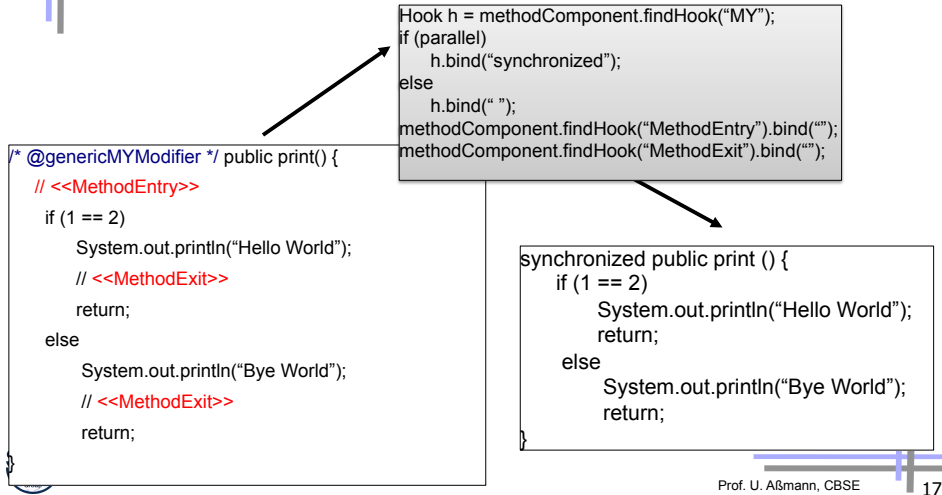 Hook h = methodComponent.findHook(“MY”);
if (parallel)
h.bind(“synchronized”);
else
h.bind(“ ”);
methodComponent.findHook(“MethodEntry”).bind(“”);
methodComponent.findHook(“MethodExit”).bind(“”);
/* @genericMYModifier */ public print() {
// <<MethodEntry>>
if (1 == 2)
System.out.println(“Hello World”);
// <<MethodExit>>
return;
else
System.out.println(“Bye World”);
// <<MethodExit>>
return;
}
synchronized public print () {
if (1 == 2)
System.out.println(“Hello World”);
return;
else
System.out.println(“Bye World”);
return;
}
Prof. U. Aßmann, CBSE
17